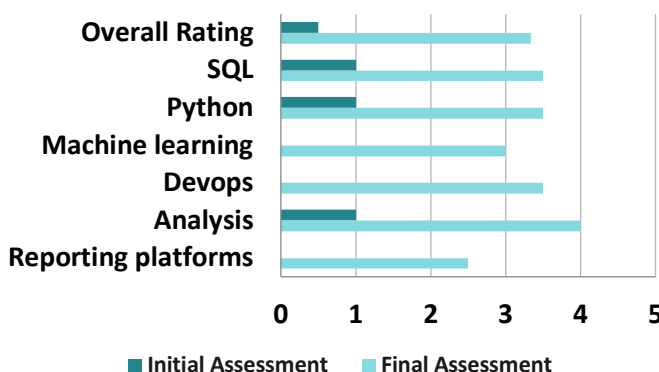 Overall Rating
SQL
Python
Machine learning
Devops
Analysis
Reporting platforms
0 1 2 3 4 5
Initial Assessment Final Assessment